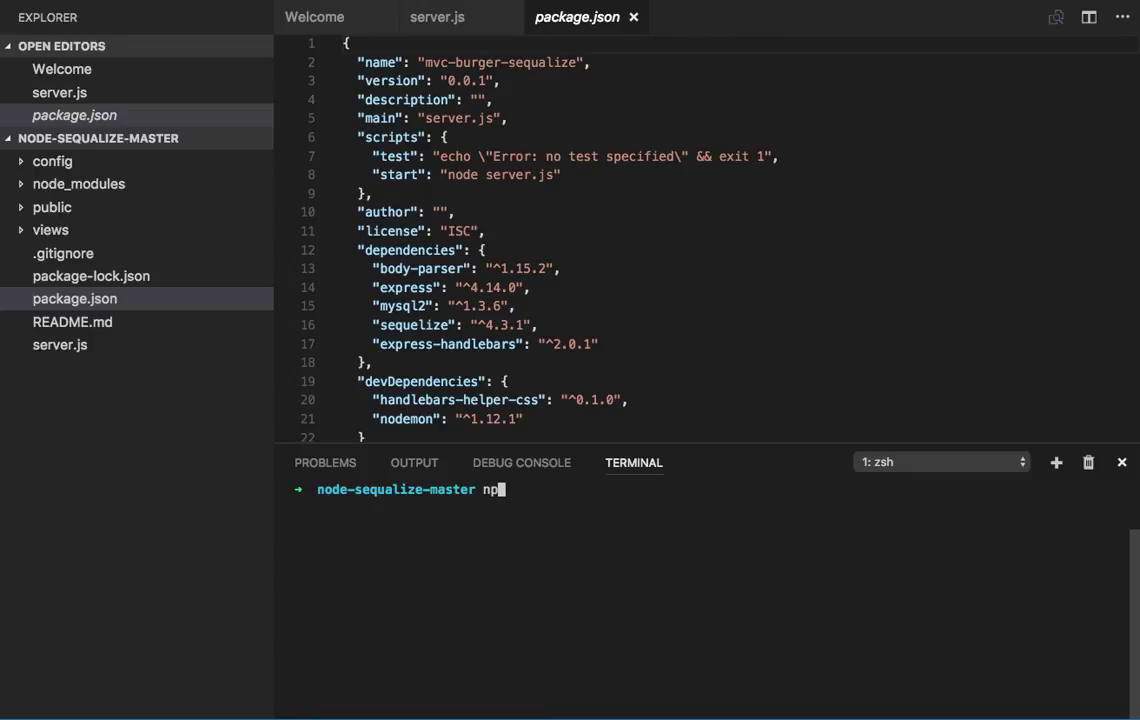 EXPLORER
OPEN EDITORS
Welcome
server.js
package.json
NODE-SEQUALIZE-MASTER
config
node_modules
public
views
.gitignore
package-lock.json
package.json
README.md
server.js
Welcome server.js package.json
1 {
2 "name": "mvc-burger-sequalize",
3 "version": "0.0.1",
4 "description": "",
5 "main": "server.js",
6 "scripts": {
7 "test": "echo \"Error: no test specified\" && exit 1",
8 "start": "node server.js"
9 },
10 "author": "",
11 "license": "ISC",
12 "dependencies": {
13 "body-parser": "^1.15.2",
14 "express": "^4.14.0",
15 "mysql2": "^1.3.6",
16 "sequelize": "^4.3.1",
17 "express-handlebars": "^2.0.1"
18 },
19 "devDependencies": {
20 "handlebars-helper-css": "^0.1.0",
21 "nodemon": "^1.12.1"
22 }
PROBLEMS OUTPUT DEBUG CONSOLE TERMINAL 1: zsh
➜ node-sequalize-master np